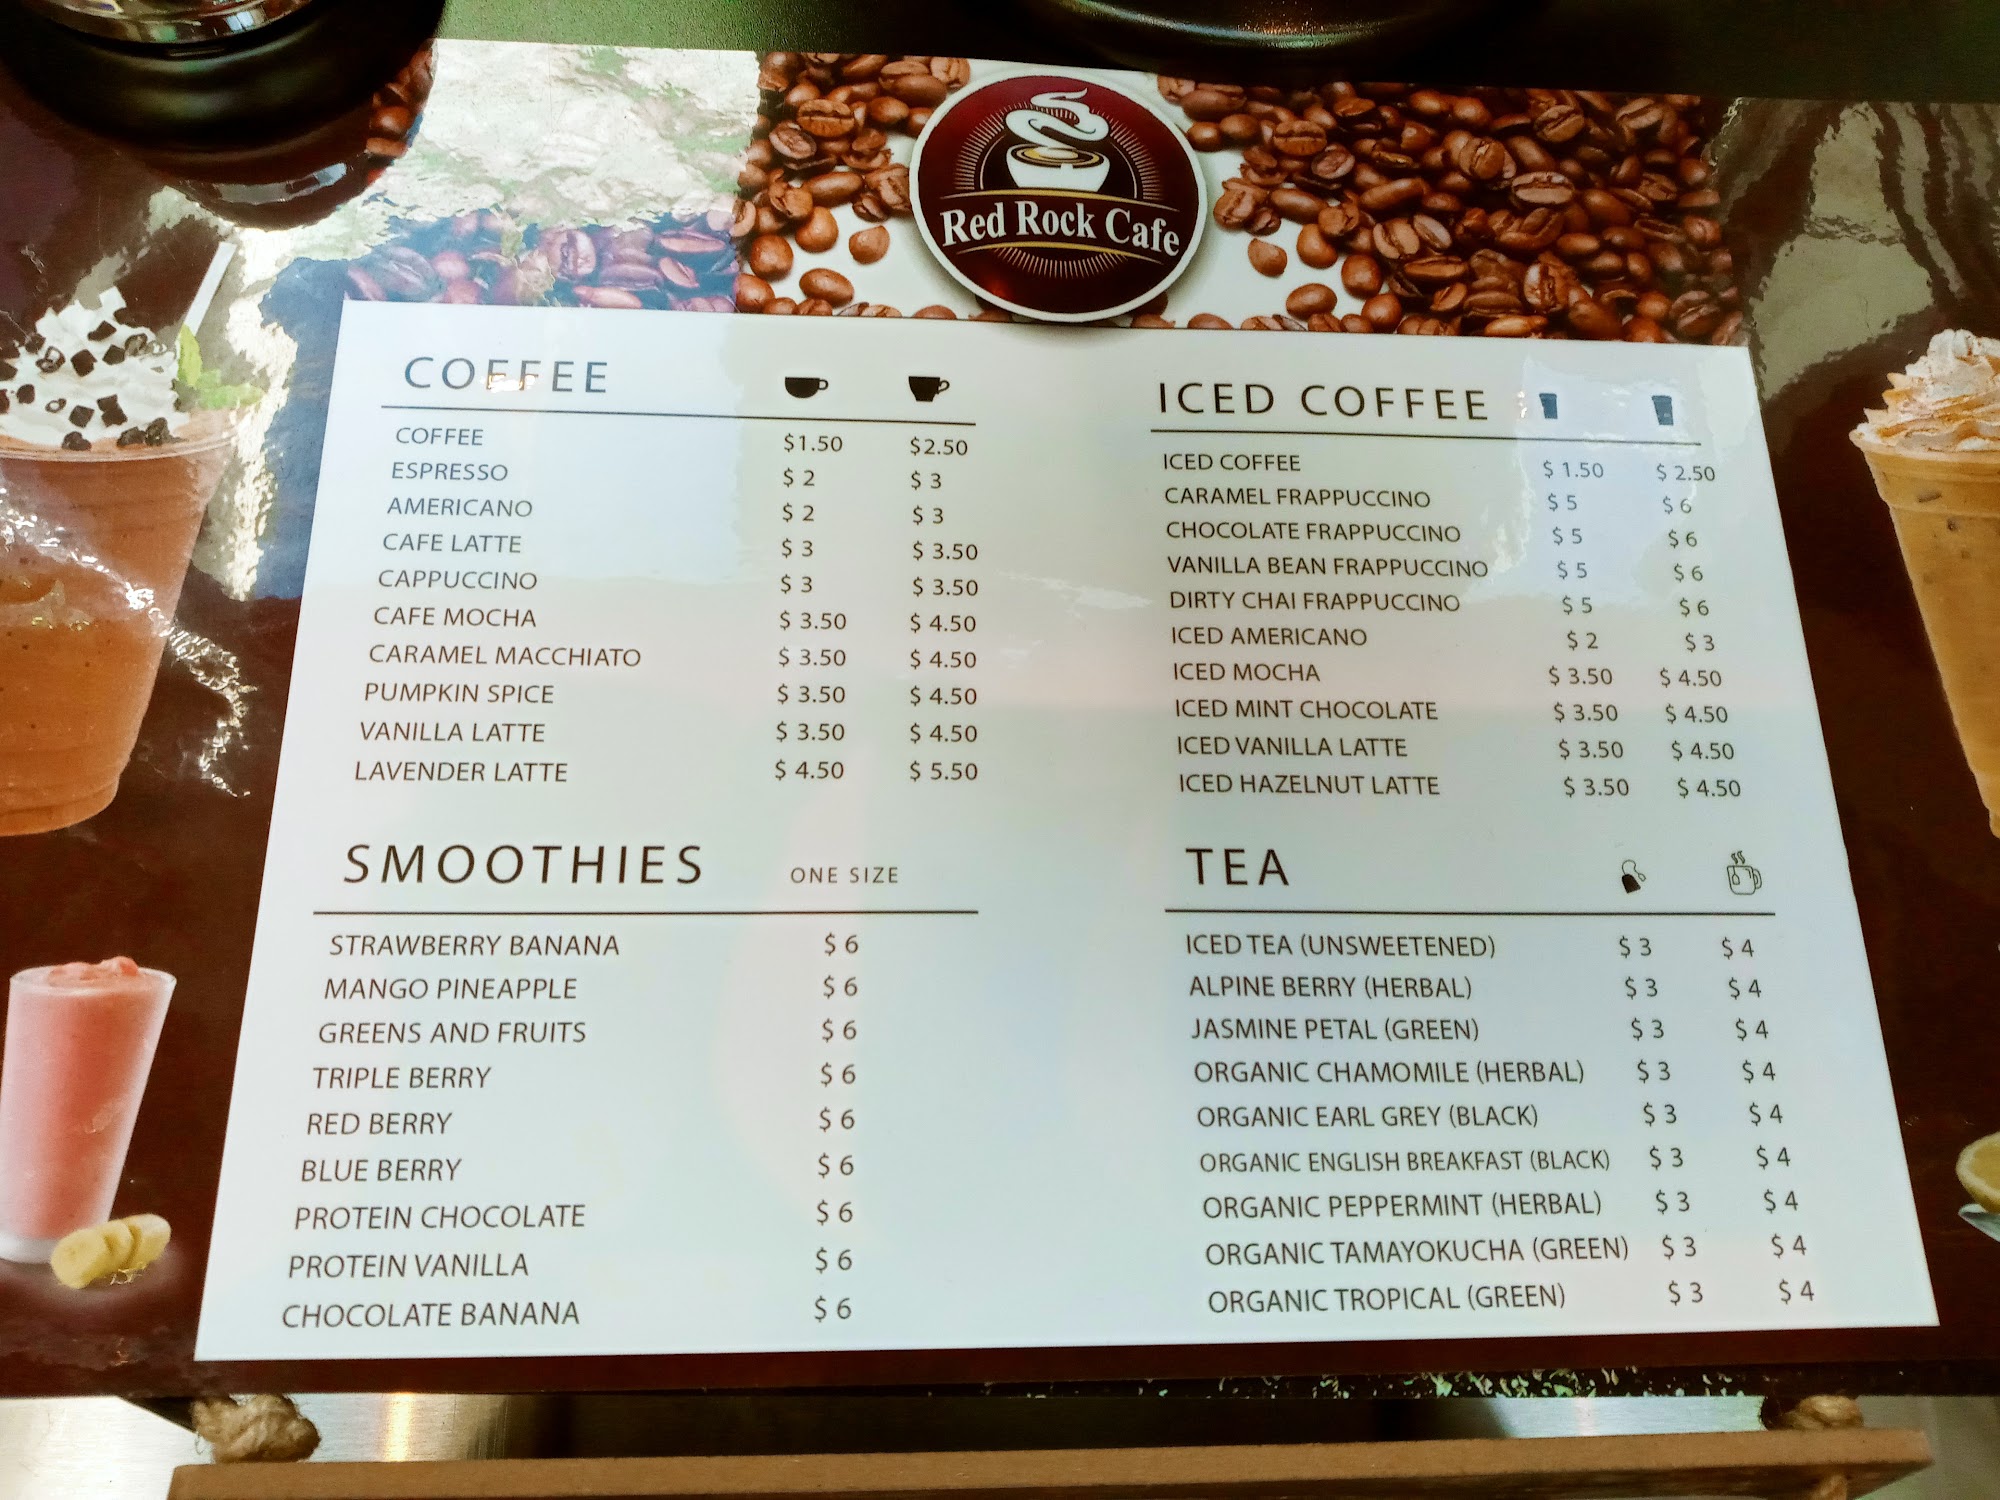 Red Rock Cafe
COFFEE
COFFEE $1.50 $2.50
ESPRESSO $ 2 $ 3
AMERICANO $ 2 $ 3
CAFE LATTE $ 3 $ 3.50
CAPPUCCINO $ 3 $ 3.50
CAFE MOCHA $ 3.50 $ 4.50
CARAMEL MACCHIATO $ 3.50 $ 4.50
PUMPKIN SPICE $ 3.50 $ 4.50
VANILLA LATTE $ 3.50 $ 4.50
LAVENDER LATTE $ 4.50 $ 5.50
SMOOTHIES ONE SIZE
STRAWBERRY BANANA $ 6
MANGO PINEAPPLE $ 6
GREENS AND FRUITS $ 6
TRIPLE BERRY $ 6
RED BERRY $ 6
BLUE BERRY $ 6
PROTEIN CHOCOLATE $ 6
PROTEIN VANILLA $ 6
CHOCOLATE BANANA $ 6
ICED COFFEE
ICED COFFEE $ 1.50 $ 2.50
CARAMEL FRAPPUCCINO $ 5 $ 6
CHOCOLATE FRAPPUCCINO $ 5 $ 6
VANILLA BEAN FRAPPUCCINO $ 5 $ 6
DIRTY CHAI FRAPPUCCINO $ 5 $ 6
ICED AMERICANO $ 2 $ 3
ICED MOCHA $ 3.50 $ 4.50
ICED MINT CHOCOLATE $ 3.50 $ 4.50
ICED VANILLA LATTE $ 3.50 $ 4.50
ICED HAZELNUT LATTE $ 3.50 $ 4.50
TEA
ICED TEA (UNSWEETENED) $ 3 $ 4
ALPINE BERRY (HERBAL) $ 3 $ 4
JASMINE PETAL (GREEN) $ 3 $ 4
ORGANIC CHAMOMILE (HERBAL) $ 3 $ 4
ORGANIC EARL GREY (BLACK) $ 3 $ 4
ORGANIC ENGLISH BREAKFAST (BLACK) $ 3 $ 4
ORGANIC PEPPERMINT (HERBAL) $ 3 $ 4
ORGANIC TAMAYOKUCHA (GREEN) $ 3 $ 4
ORGANIC TROPICAL (GREEN) $ 3 $ 4